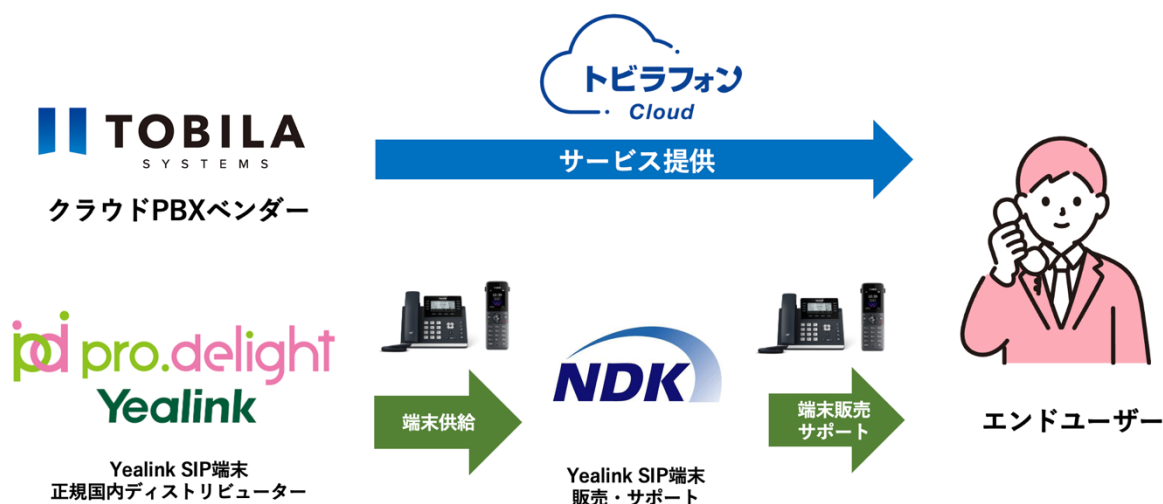 トビラフォン
Cloud
TOBILA
SYSTEMS
サービス提供
クラウドPBXベンダー
pd pro.delight
Yealink
NDK
端末供給
端末販売
サポート
エンドユーザー
Yealink SIP端末
正規国内ディストリビューター
Yealink SIP端末
販売・サポート